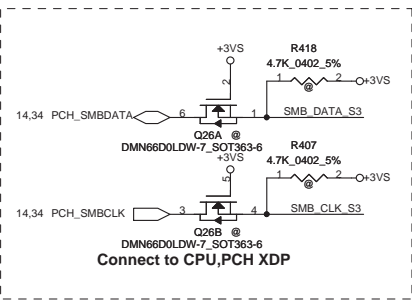 +3VS
R418
4.7K_0402_5%
2
1 2
+3VS
@
14,34 PCH_SMBDATA
6
1
SMB_DATA_S3
Q26A @
DMN66D0LDW-7_SOT363-6
+3VS
R407
4.7K_0402_5%
5
1 2
+3VS
@
14,34 PCH_SMBCLK
3
4
SMB_CLK_S3
Q26B @
DMN66D0LDW-7_SOT363-6
Connect to CPU,PCH XDP